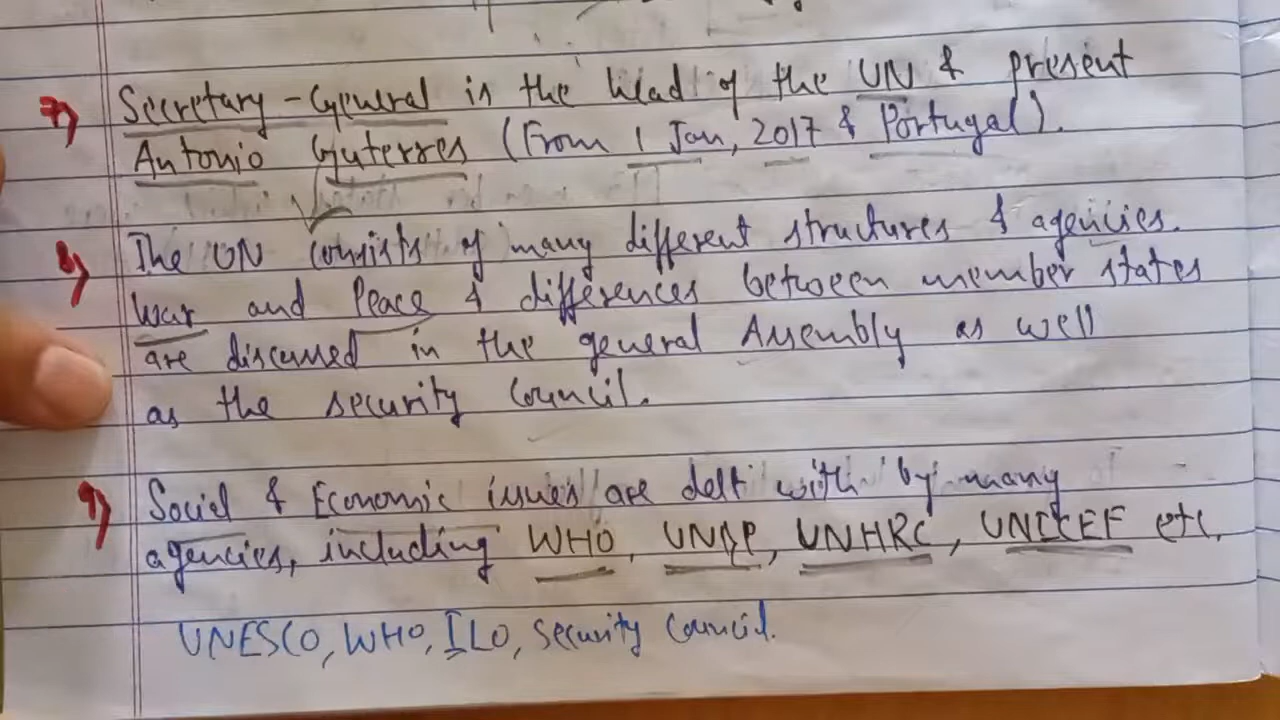 7) Secretary-General is the head of the UN & present
Antonio Guterres (From 1 Jan, 2017 & Portugal).
8) The UN consists of many different structures & agencies.
War and Peace & differences between member states
are discussed in the general Assembly as well
as the security Council.
9) Social & Economic issues are delt with by many
agencies, including WHO, UNDP, UNHRC, UNICEF etc.
UNESCO, WHO, ILO, Security Council.